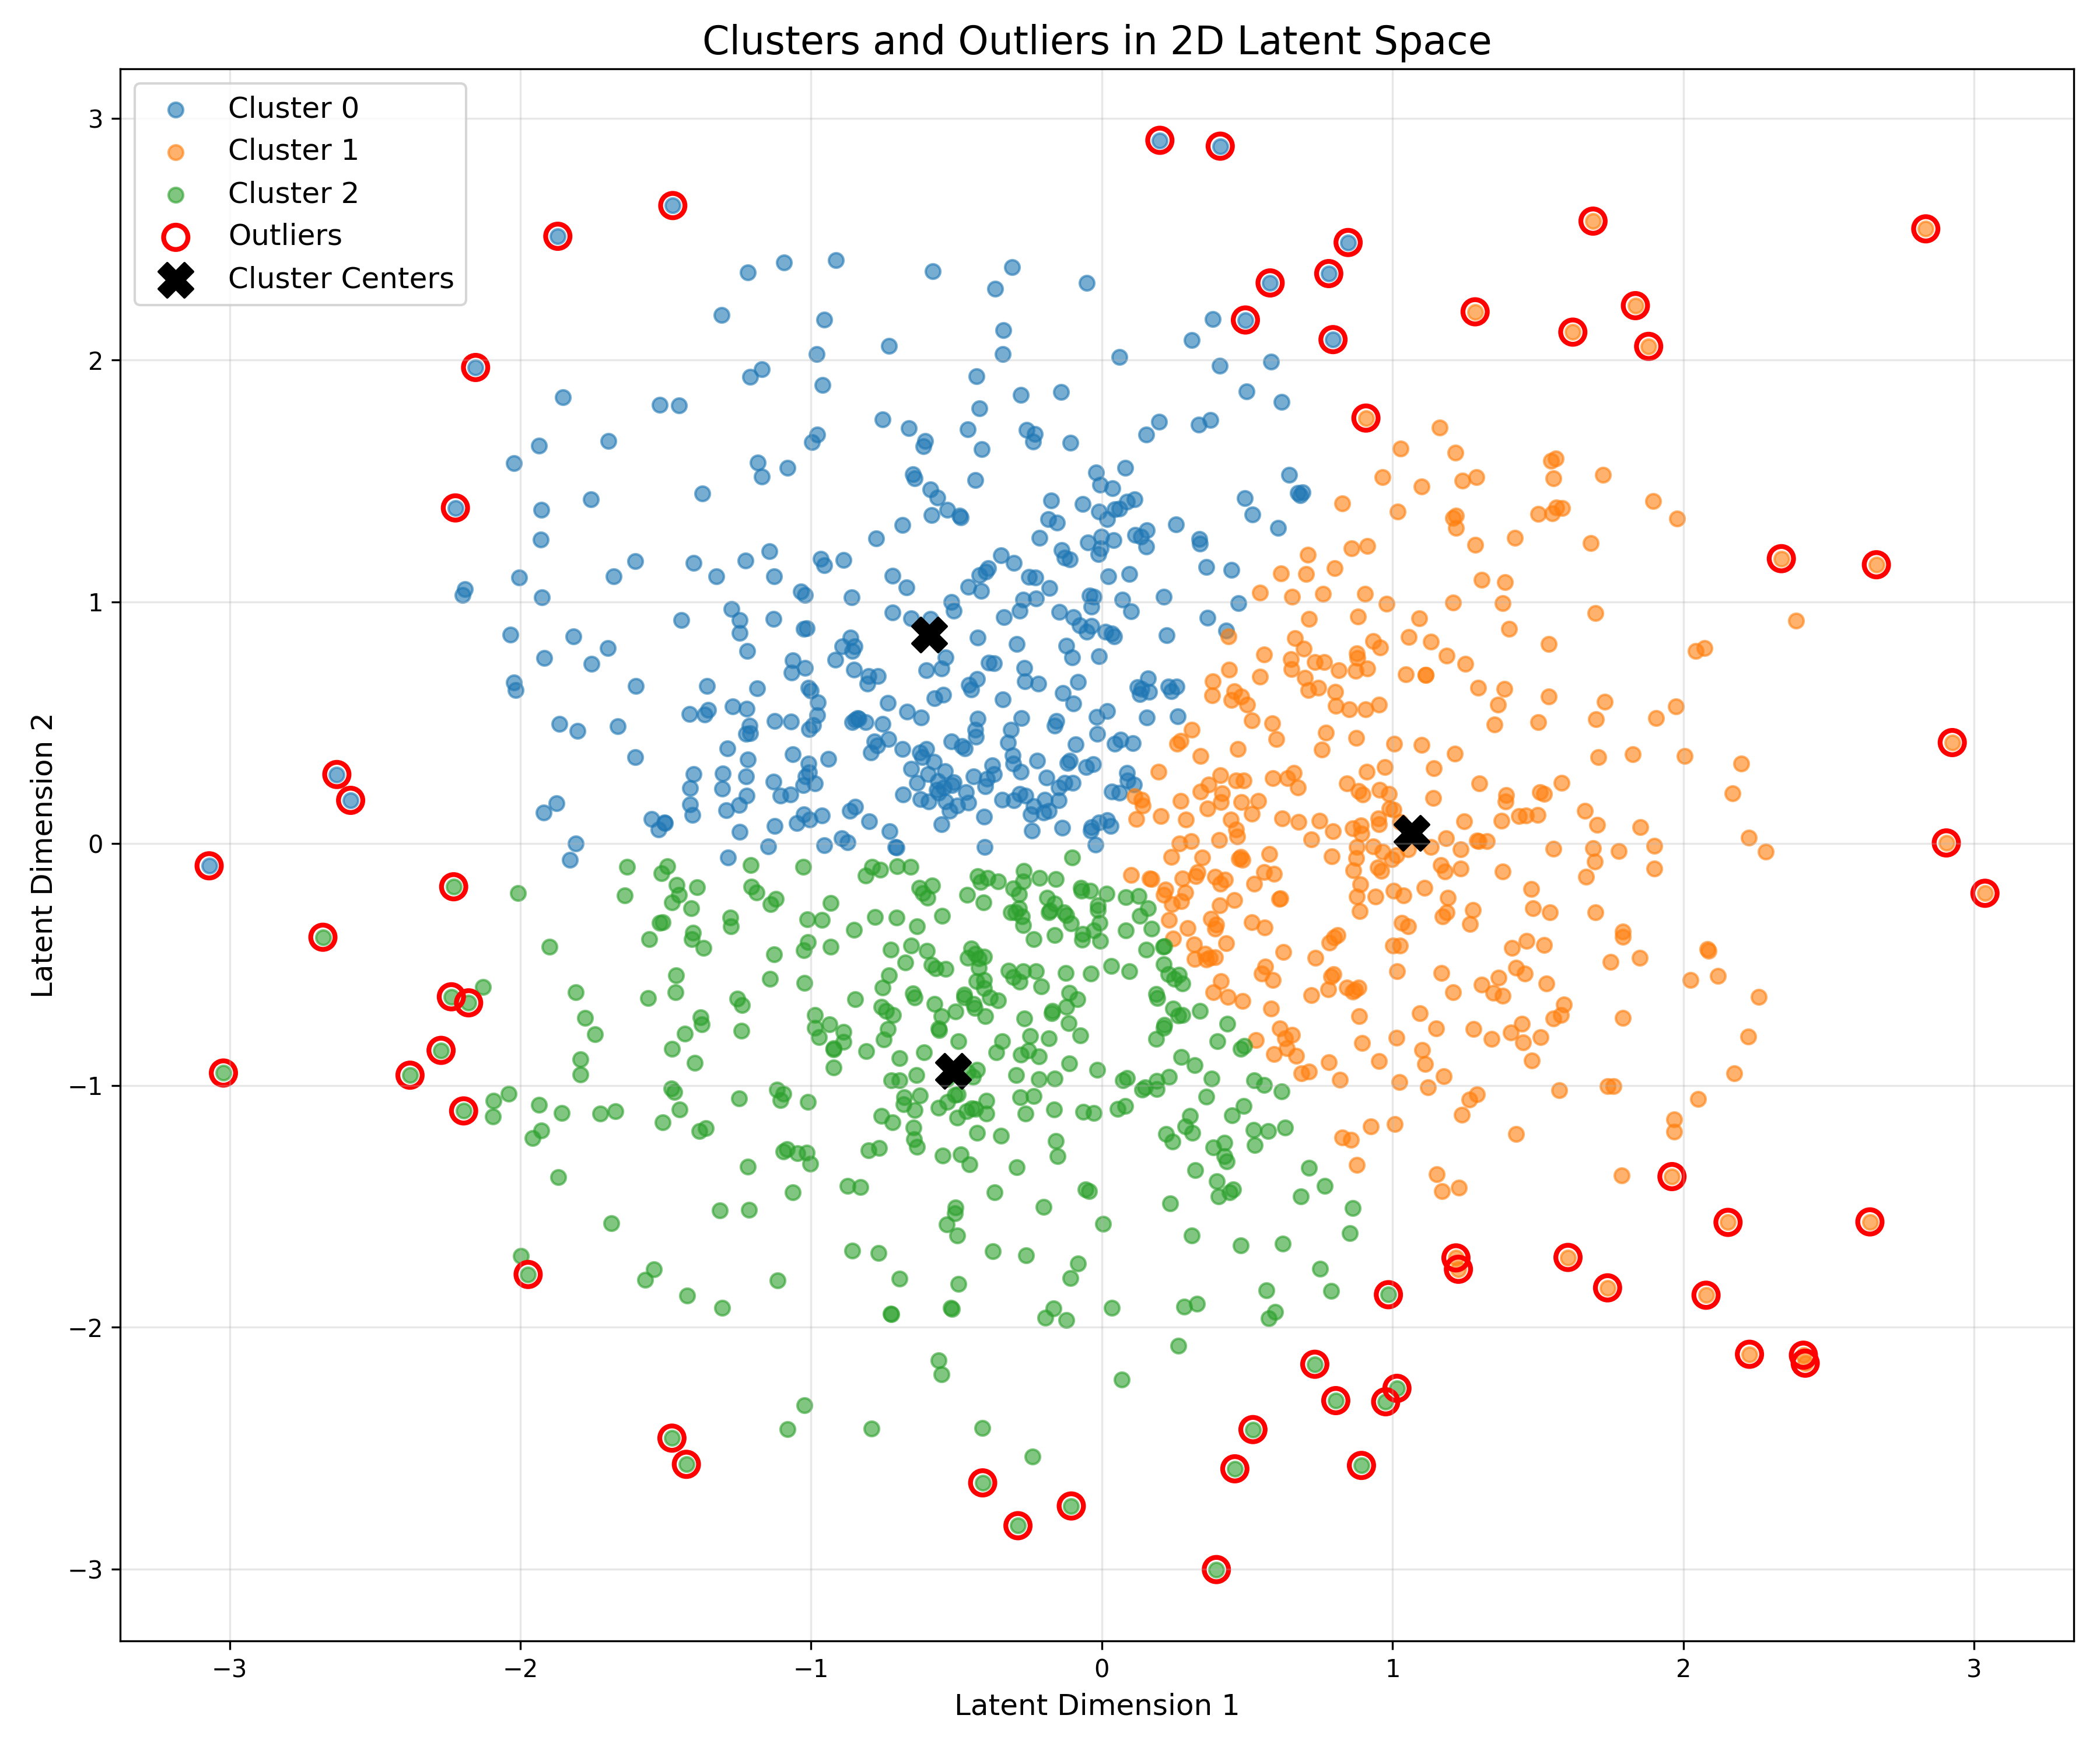 Clusters and Outliers in 2D Latent Space
Cluster 0
Cluster 1
Cluster 2
Outliers
Cluster Centers
3
2
1
0
−1
−2
−3
Latent Dimension 2
−3 −2 −1 0 1 2 3
Latent Dimension 1